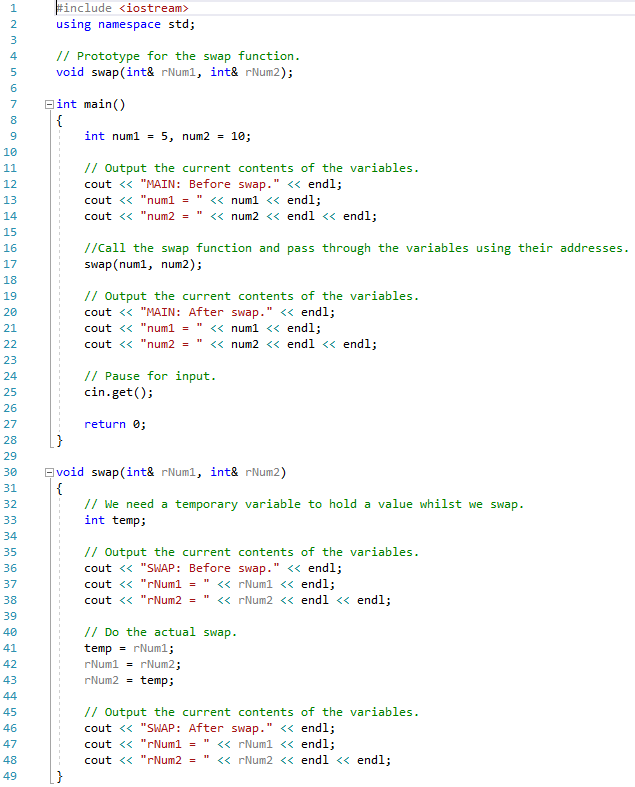 1 #include <iostream>
2 using namespace std;
3
4 // Prototype for the swap function.
5 void swap(int& rNum1, int& rNum2);
6
7 int main()
8 {
9 int num1 = 5, num2 = 10;
10
11 // Output the current contents of the variables.
12 cout << "MAIN: Before swap." << endl;
13 cout << "num1 = " << num1 << endl;
14 cout << "num2 = " << num2 << endl << endl;
15
16 //Call the swap function and pass through the variables using their addresses.
17 swap(num1, num2);
18
19 // Output the current contents of the variables.
20 cout << "MAIN: After swap." << endl;
21 cout << "num1 = " << num1 << endl;
22 cout << "num2 = " << num2 << endl << endl;
23
24 // Pause for input.
25 cin.get();
26
27 return 0;
28 }
29
30 void swap(int& rNum1, int& rNum2)
31 {
32 // We need a temporary variable to hold a value whilst we swap.
33 int temp;
34
35 // Output the current contents of the variables.
36 cout << "SWAP: Before swap." << endl;
37 cout << "rNum1 = " << rNum1 << endl;
38 cout << "rNum2 = " << rNum2 << endl << endl;
39
40 // Do the actual swap.
41 temp = rNum1;
42 rNum1 = rNum2;
43 rNum2 = temp;
44
45 // Output the current contents of the variables.
46 cout << "SWAP: After swap." << endl;
47 cout << "rNum1 = " << rNum1 << endl;
48 cout << "rNum2 = " << rNum2 << endl << endl;
49 }